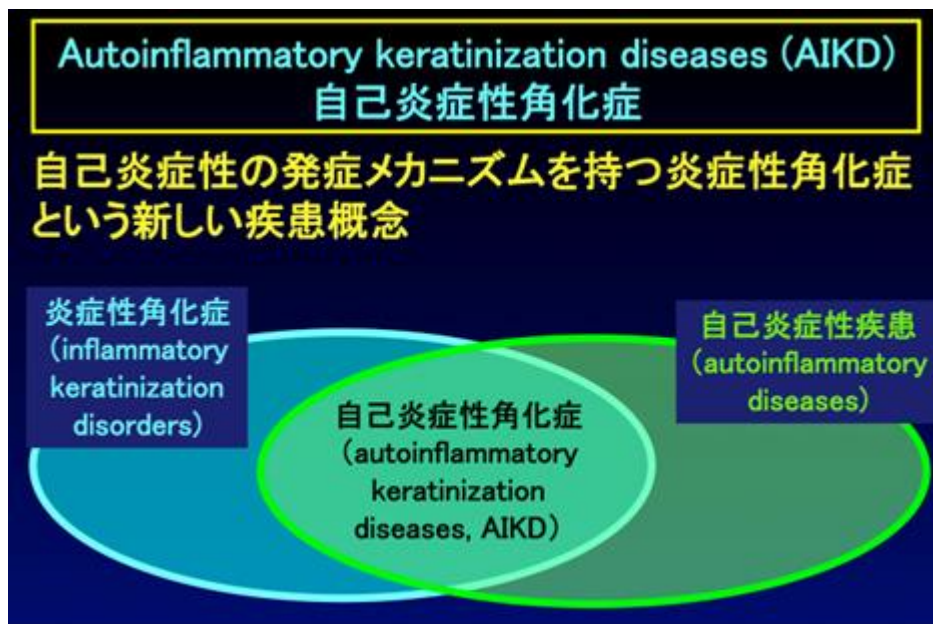 Autoinflammatory keratinization diseases (AIKD)
自己炎症性角化症
自己炎症性の発症メカニズムを持つ炎症性角化症
という新しい疾患概念
炎症性角化症
(inflammatory
keratinization
disorders)
自己炎症性角化症
(autoinflammatory
keratinization
diseases, AIKD)
自己炎症性疾患
(autoinflammatory
diseases)